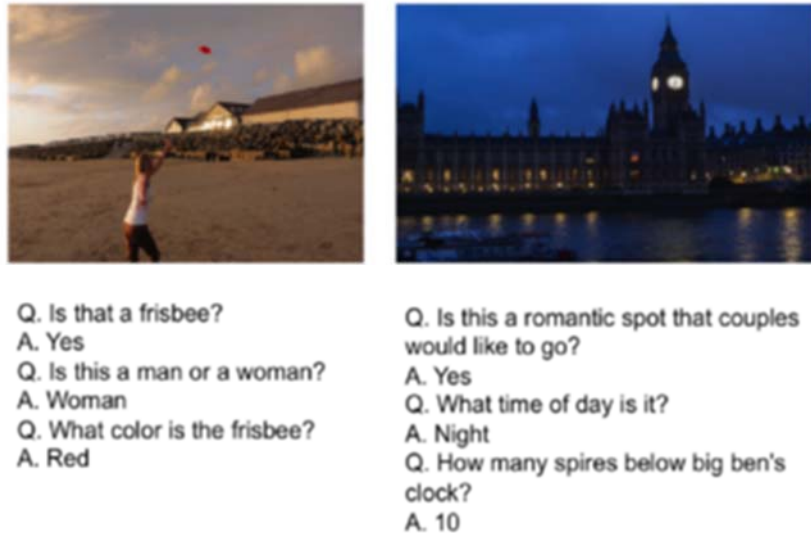 Q. Is that a frisbee?
A. Yes
Q. Is this a man or a woman?
A. Woman
Q. What color is the frisbee?
A. Red
Q. Is this a romantic spot that couples
would like to go?
A. Yes
Q. What time of day is it?
A. Night
Q. How many spires below big ben's
clock?
A. 10